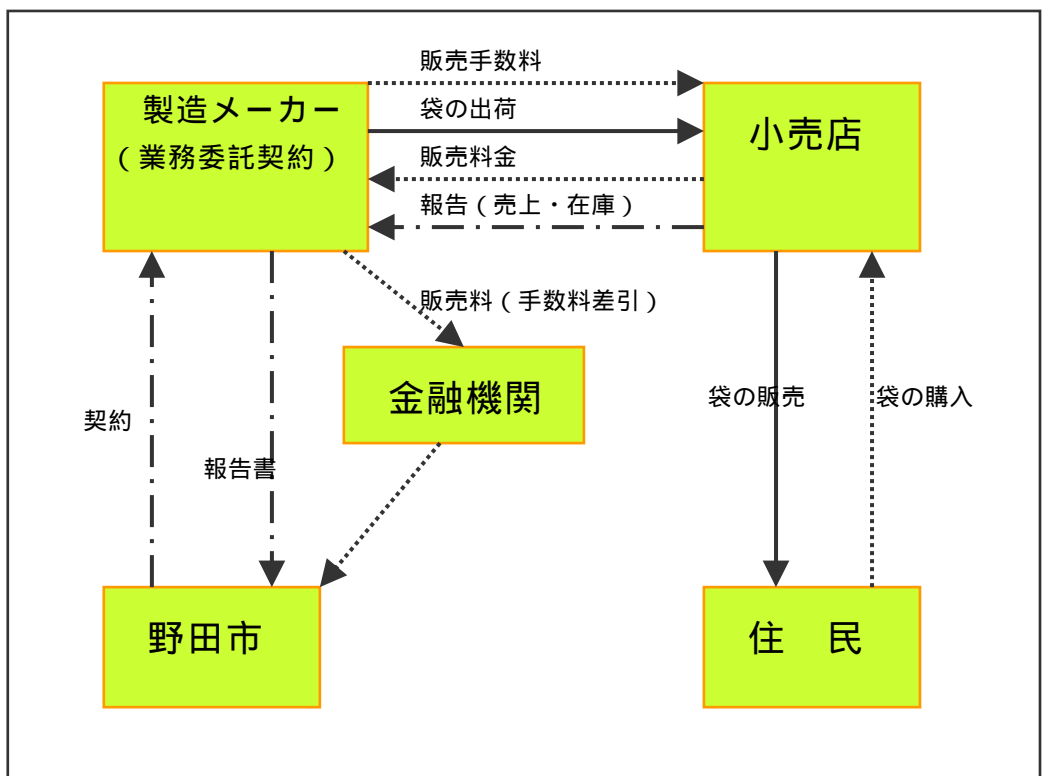 販売手数料
製造メーカー
(業務委託契約)
袋の出荷
小売店
販売料金
報告(売上・在庫)
販売料(手数料差引)
金融機関
袋の販売
袋の購入
契約
報告書
野田市
住 民